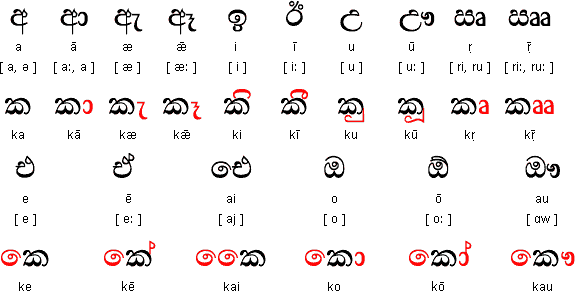 අ ආ ඇ ඈ ඉ ඊ උ ඌ ඍ ඎ
a ā æ ǣ i ī u ū ṛ ṝ
[ a, ə ] [ aː, a ] [ æ ] [ æː ] [ i ] [ iː ] [ u ] [ uː ] [ ri, ru ] [ riː, ruː ]
ක කා කැ කෑ කි කී කු කූ කෘ කෲ
ka kā kæ kǣ ki kī ku kū kṛ kṝ
එ ඒ ඓ ඔ ඕ ඖ
e ē ai o ō au
[ e ] [ eː ] [ aj ] [ o ] [ oː ] [ ɑw ]
කෙ කේ කෛ කො කෝ කෞ
ke kē kai ko kō kau